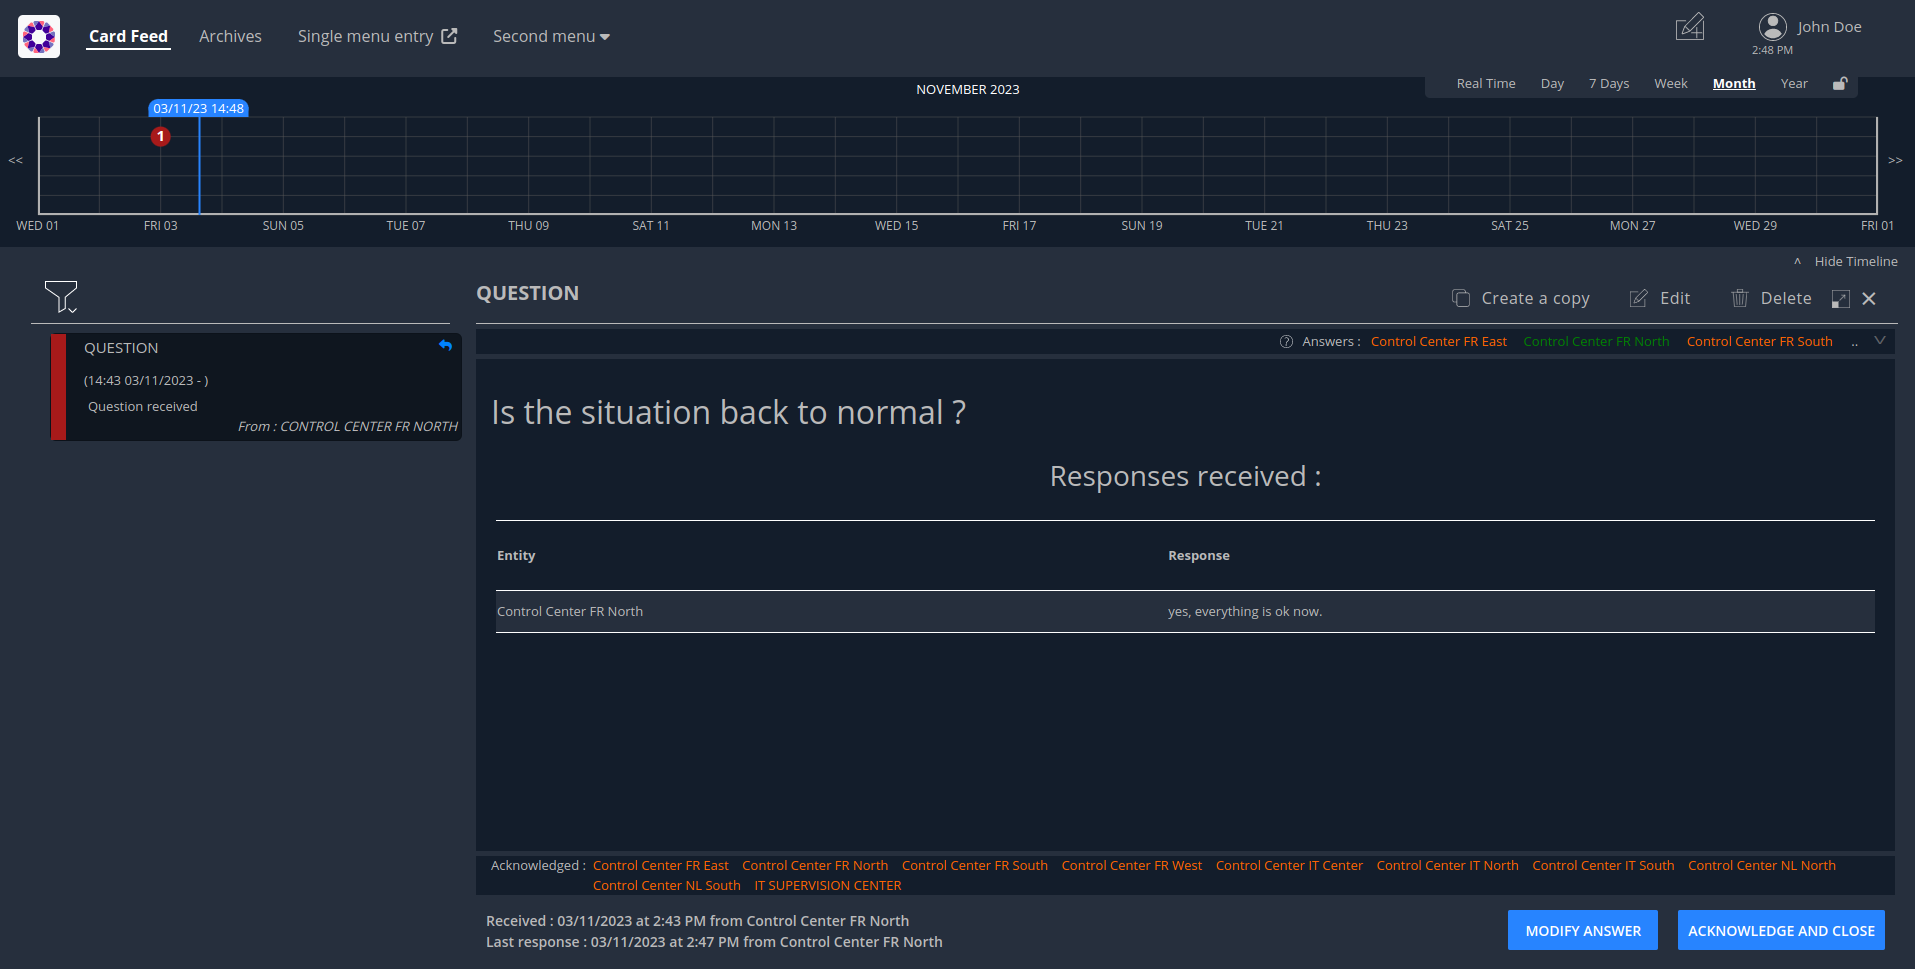 Card Feed Archives Single menu entry Second menu John Doe
2:48 PM
NOVEMBER 2023 Real Time Day 7 Days Week Month Year
03/11/23 14:48
1
<< >>
WED 01 FRI 03 SUN 05 TUE 07 THU 09 SAT 11 MON 13 WED 15 FRI 17 SUN 19 TUE 21 THU 23 SAT 25 MON 27 WED 29 FRI 01
^ Hide Timeline
QUESTION Create a copy Edit Delete
QUESTION
(14:43 03/11/2023 - )
Question received
From : CONTROL CENTER FR NORTH
? Answers : Control Center FR East Control Center FR North Control Center FR South ..
Is the situation back to normal ?
Responses received :
Entity Response
Control Center FR North yes, everything is ok now.
Acknowledged : Control Center FR East Control Center FR North Control Center FR South Control Center FR West Control Center IT Center Control Center IT North Control Center IT South Control Center NL North
Control Center NL South IT SUPERVISION CENTER
Received : 03/11/2023 at 2:43 PM from Control Center FR North
Last response : 03/11/2023 at 2:47 PM from Control Center FR North
MODIFY ANSWER ACKNOWLEDGE AND CLOSE